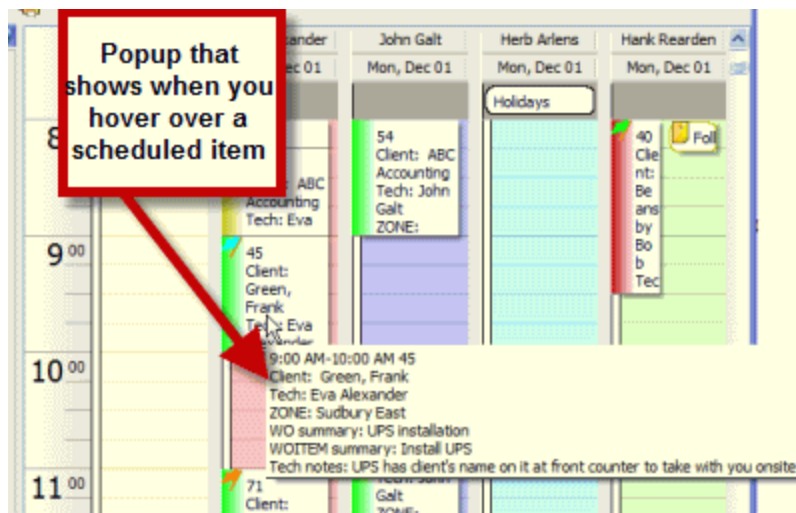 Popup that
shows when you
hover over a
scheduled item
John Galt
Herb Arlens
Hank Rearden
Mon, Dec 01
Mon, Dec 01
Mon, Dec 01
Holidays
8
ABC
Accounting
Tech: Eva
54
Client: ABC
Accounting
Tech: John
Galt
ZONE:
40
Clie
nt:
Be
ans
by
Bo
b
Tec
Foll
9 00
45
Client:
Green,
Frank
Eva
10 00
9:00 AM-10:00 AM 45
Client: Green, Frank
Tech: Eva Alexander
ZONE: Sudbury East
WO summary: UPS installation
WOITEM summary: Install UPS
Tech notes: UPS has client's name on it at front counter to take with you onsite
11 00
71
Client:
Galt